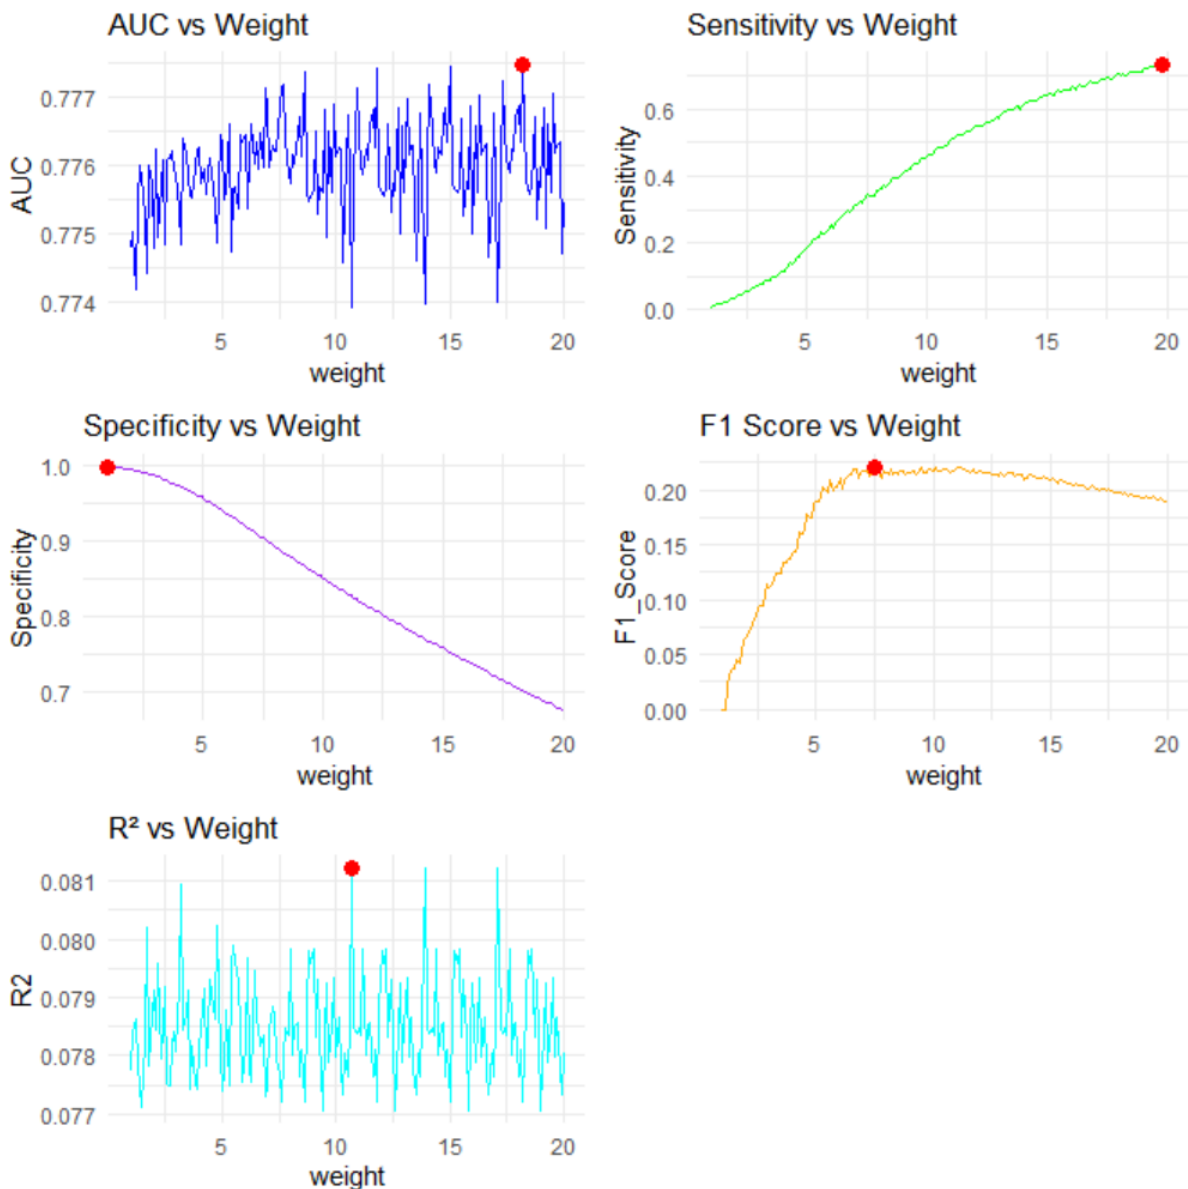 AUC vs Weight
0.777
0.776
0.775
0.774
AUC
5 10 15 20
weight
Sensitivity vs Weight
0.6
0.4
0.2
0.0
Sensitivity
5 10 15 20
weight
Specificity vs Weight
1.0
0.9
0.8
0.7
Specificity
5 10 15 20
weight
F1 Score vs Weight
0.20
0.15
0.10
0.05
0.00
F1_Score
5 10 15 20
weight
R² vs Weight
0.081
0.080
0.079
0.078
0.077
R2
5 10 15 20
weight